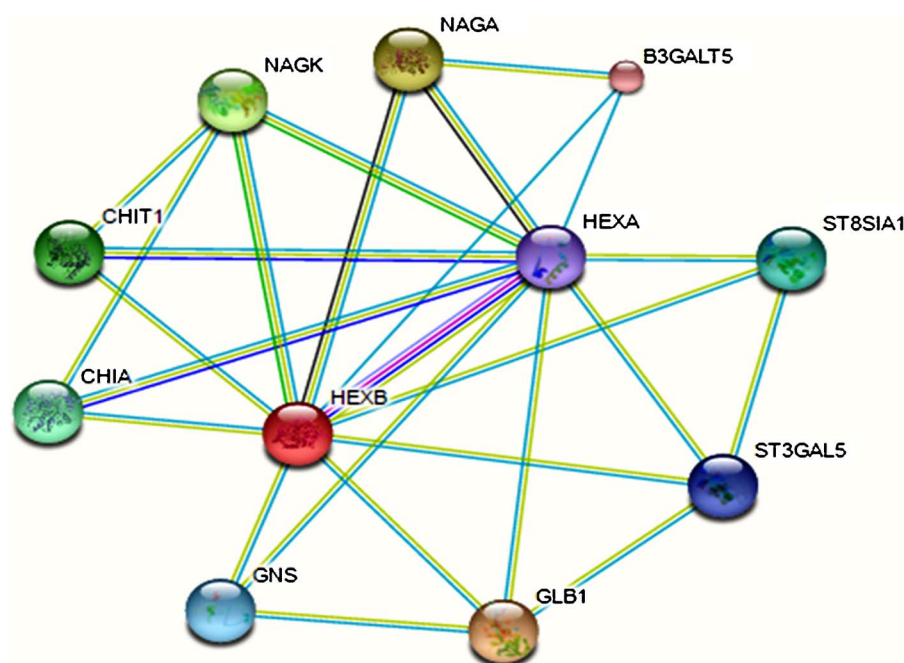 NAGA
B3GALT5
NAGK
CHIT1
HEXA
ST8SIA1
CHIA
HEXB
ST3GAL5
GNS
GLB1